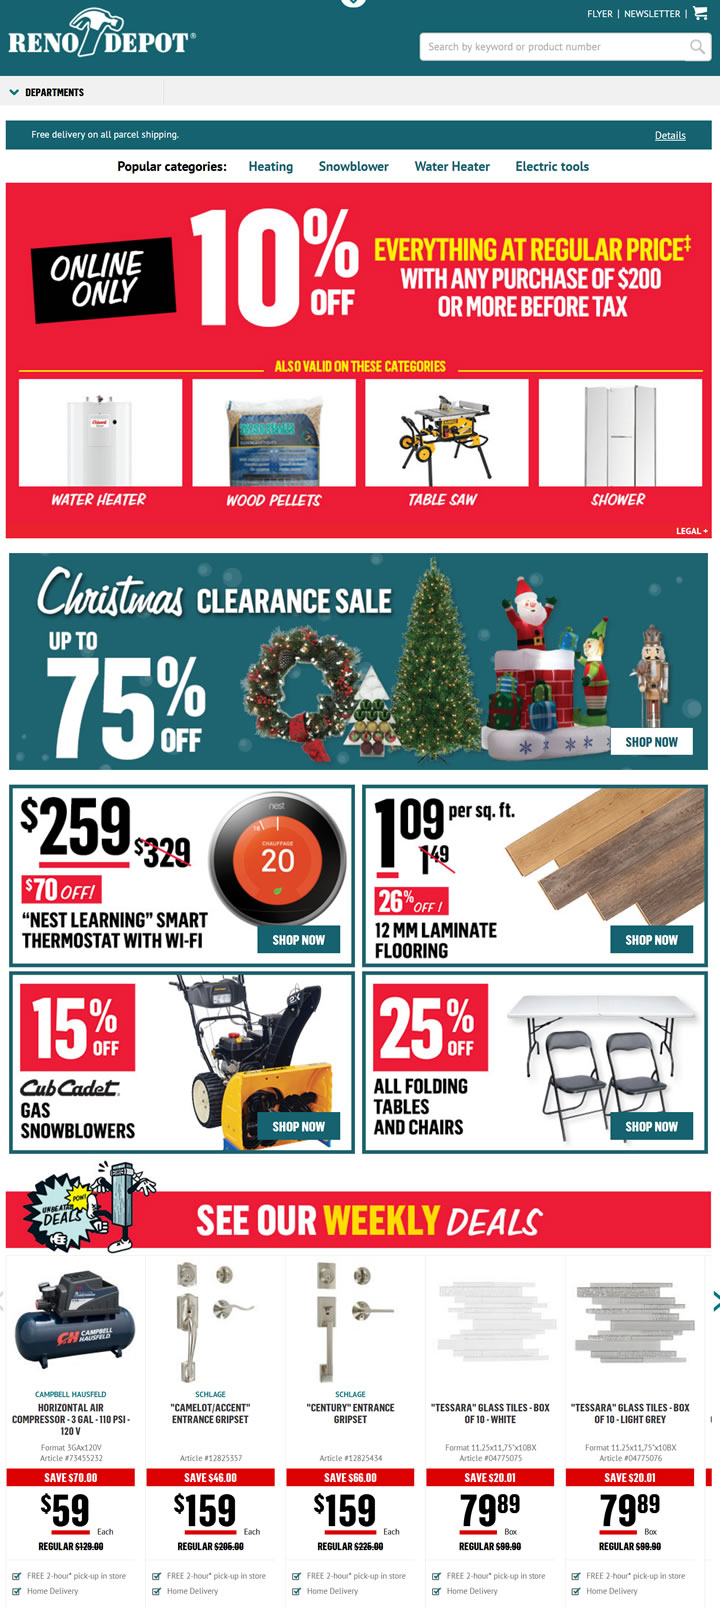 FLYER | NEWSLETTER |
RENO DEPOT®
Search by keyword or product number
DEPARTMENTS
Free delivery on all parcel shipping.
Details
Popular categories: Heating Snowblower Water Heater Electric tools
ONLINE
ONLY
10%
OFF
EVERYTHING AT REGULAR PRICE‡
WITH ANY PURCHASE OF $200
OR MORE BEFORE TAX
ALSO VALID ON THESE CATEGORIES
WATER HEATER
WOOD PELLETS
TABLE SAW
SHOWER
LEGAL +
Christmas CLEARANCE SALE
UP TO
75%
OFF
SHOP NOW
$259
$329
$70 OFF!
"NEST LEARNING" SMART
THERMOSTAT WITH WI-FI
nest
18
CHAUFFAGE
20
SHOP NOW
1 09 per sq. ft.
1 49
26% OFF !
12 MM LAMINATE
FLOORING
SHOP NOW
15%
OFF
Cub Cadet.
GAS
SNOWBLOWERS
2X
SHOP NOW
25%
OFF
ALL FOLDING
TABLES
AND CHAIRS
SHOP NOW
UNBEATABLE
DEALS
POW!
SEE OUR WEEKLY DEALS
CH CAMPBELL
HAUSFELD
CAMPBELL HAUSFELD
HORIZONTAL AIR
COMPRESSOR - 3 GAL - 110 PSI -
120 V
Format 3GAx120V
Article #73455232
SAVE $70.00
$59
Each
REGULAR $129.00
FREE 2-hour* pick-up in store
Home Delivery
SCHLAGE
"CAMELOT/ACCENT"
ENTRANCE GRIPSET
Article #12825357
SAVE $46.00
$159
Each
REGULAR $205.00
FREE 2-hour* pick-up in store
Home Delivery
SCHLAGE
"CENTURY" ENTRANCE
GRIPSET
Article #12825434
SAVE $66.00
$159
Each
REGULAR $225.00
FREE 2-hour* pick-up in store
Home Delivery
"TESSARA" GLASS TILES - BOX
OF 10 - WHITE
Format 11.25x11,75"x10BX
Article #04775075
SAVE $20.01
79 89
Box
REGULAR $99.90
FREE 2-hour* pick-up in store
Home Delivery
"TESSARA" GLASS TILES - BOX
OF 10 - LIGHT GREY
Format 11.25x11,75"x10BX
Article #04775076
SAVE $20.01
79 89
Box
REGULAR $99.90
FREE 2-hour* pick-up in store
Home Delivery